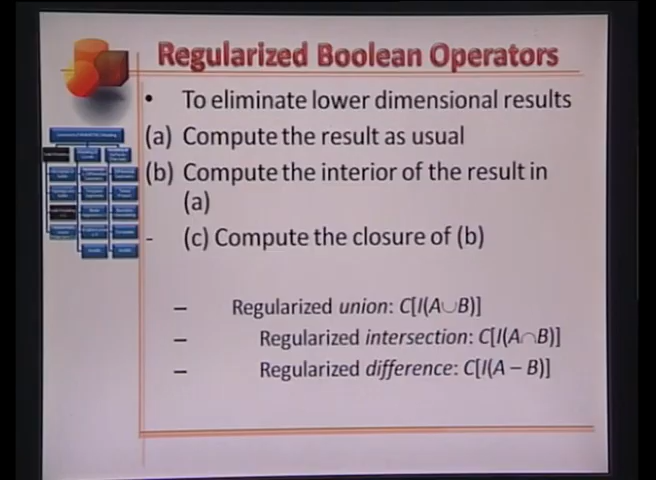 Regularized Boolean Operators
• To eliminate lower dimensional results
(a) Compute the result as usual
(b) Compute the interior of the result in
(a)
- (c) Compute the closure of (b)
– Regularized union: C[I(A∪B)]
– Regularized intersection: C[I(A∩B)]
– Regularized difference: C[I(A – B)]